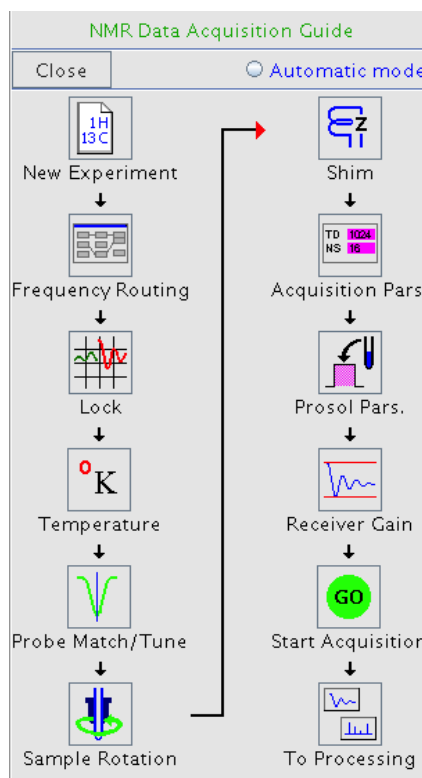 NMR Data Acquisition Guide
Close
Automatic mode
1H
13C
New Experiment
Frequency Routing
Lock
°K
Temperature
Probe Match/Tune
Sample Rotation
Z
Shim
TD 1024
NS 16
Acquisition Pars
Prosol Pars.
Receiver Gain
GO
Start Acquisition
To Processing